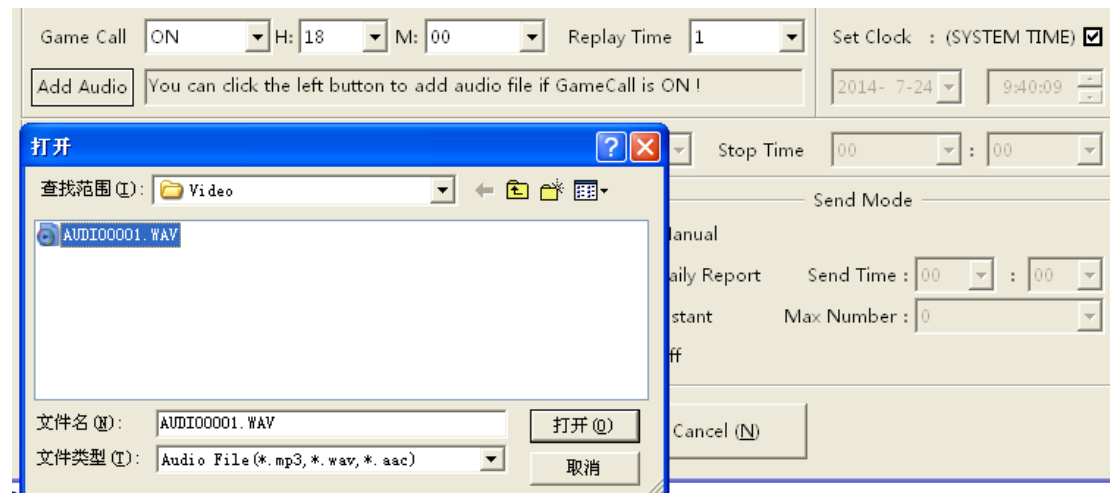 Game Call ON H: 18 M: 00 Replay Time 1 Set Clock : (SYSTEM TIME)
Add Audio You can click the left button to add audio file if GameCall is ON ! 2014- 7-24 9:40:09
打开 Stop Time 00 : 00
查找范围(I): Video Send Mode
AUDIO0001.WAV anual
aily Report Send Time : 00 : 00
stant Max Number : 0
ff
文件名(N): AUDIO0001.WAV 打开(O) Cancel (N)
文件类型(T): Audio File(*.mp3,*.wav,*.aac) 取消